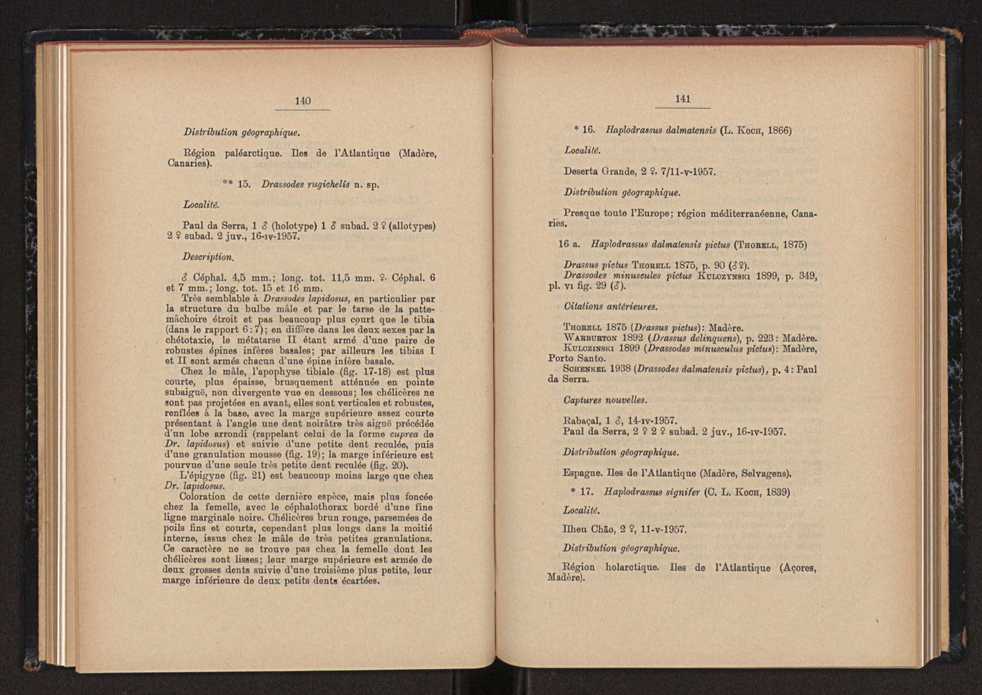 140
Distribution géographique.
Région paléarctique. Iles de l'Atlantique (Madère,
Canaries).
** 15. Drassodes rugichelis n. sp.
Localité.
Paul da Serra, 1 ♂ (holotype) 1 ♂ subad. 2 ♀ (allotypes)
2 ♀ subad. 2 juv., 16-IV-1957.
Description.
♂ Céphal. 4,5 mm.; long. tot. 11,5 mm. ♀. Céphal. 6
et 7 mm.; long. tot. 15 et 16 mm.
Très semblable à Drassodes lapidosus, en particulier par
la structure du bulbe mâle et par le tarse de la patte-
mâchoire étroit et pas beaucoup plus court que le tibia
(dans le rapport 6 : 7); en diffère dans les deux sexes par la
chétotaxie, le métatarse II étant armé d'une paire de
robustes épines infères basales; par ailleurs les tibias I
et II sont armés chacun d'une épine infère basale.
Chez le mâle, l'apophyse tibiale (fig. 17-18) est plus
courte, plus épaisse, brusquement atténuée en pointe
subaiguë, non divergente vue en dessous; les chélicères ne
sont pas projetées en avant, elles sont verticales et robustes,
renflées à la base, avec la marge supérieure assez courte
présentant à l'angle une dent noirâtre très aiguë précédée
d'un lobe arrondi (rappelant celui de la forme cuprea de
Dr. lapidosus) et suivie d'une petite dent reculée, puis
d'une granulation mousse (fig. 19); la marge inférieure est
pourvue d'une seule très petite dent reculée (fig. 20).
L'épigyne (fig. 21) est beaucoup moins large que chez
Dr. lapidosus.
Coloration de cette dernière espèce, mais plus foncée
chez la femelle, avec le céphalothorax bordé d'une fine
ligne marginale noire. Chélicères brun rouge, parsemées de
poils fins et courts, cependant plus longs dans la moitié
interne, issus chez le mâle de très petites granulations.
Ce caractère ne se trouve pas chez la femelle dont les
chélicères sont lisses; leur marge supérieure est armée de
deux grosses dents suivie d'une troisième plus petite, leur
marge inférieure de deux petits dents écartées.
141
* 16. Haplodrassus dalmatensis (L. Koch, 1866)
Localité.
Deserta Grande, 2 ♀. 7/11-V-1957.
Distribution géographique.
Presque toute l'Europe; région méditerranéenne, Cana-
ries.
16 a. Haplodrassus dalmatensis pictus (Thorell, 1875)
Drassus pictus Thorell 1875, p. 90 (♂♀).
Drassodes minuscules pictus Kulczynski 1899, p. 349,
pl. VI fig. 29 (♂).
Citations antérieures.
Thorell 1875 (Drassus pictus): Madère.
Warburton 1892 (Drassus delinquens), p. 223 : Madère.
Kulczinski 1899 (Drassodes minusculus pictus): Madère,
Porto Santo.
Schenkel 1938 (Drassodes dalmatensis pictus), p. 4 : Paul
da Serra.
Captures nouvelles.
Rabaçal, 1 ♂, 14-IV-1957.
Paul da Serra, 2 ♀ 2 ♀ subad. 2 juv., 16-IV-1957.
Distribution géographique.
Espagne. Iles de l'Atlantique (Madère, Selvagens).
* 17. Haplodrassus signifer (C. L. Koch, 1839)
Localité.
Ilheu Chão, 2 ♀, 11-V-1957.
Distribution géographique.
Région holarctique. Iles de l'Atlantique (Açores,
Madère).